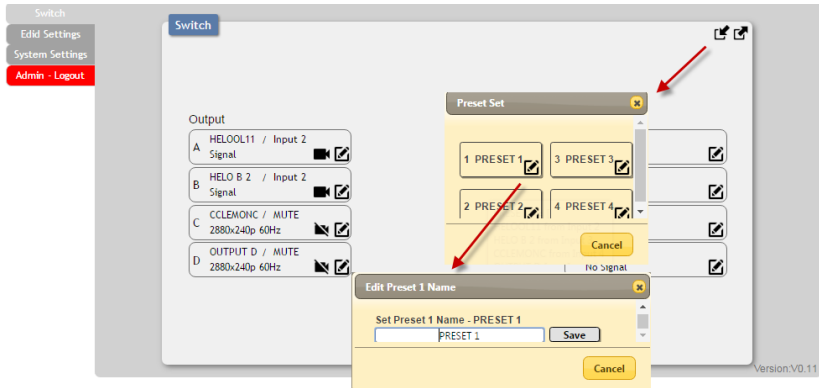 Switch
Edid Settings
System Settings
Admin - Logout
Switch
Output
A HELOOL11 / Input 2
Signal
B HELO B 2 / Input 2
Signal
C CCLEMONC / MUTE
2880x240p 60Hz
D OUTPUT D / MUTE
2880x240p 60Hz
Preset Set
1 PRESET 1
3 PRESET 3
2 PRESET 2
4 PRESET 4
Cancel
No Signal
Edit Preset 1 Name
Set Preset 1 Name - PRESET 1
PRESET 1
Save
Cancel
Version:V0.11